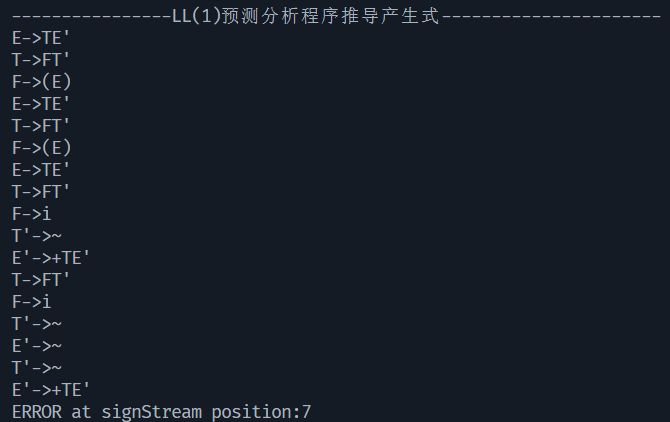 ----------------LL(1)预测分析程序推导产生式----------------------
E->TE'
T->FT'
F->(E)
E->TE'
T->FT'
F->(E)
E->TE'
T->FT'
F->i
T'->~
E'->+TE'
T->FT'
F->i
T'->~
E'->~
T'->~
E'->+TE'
ERROR at signStream position:7